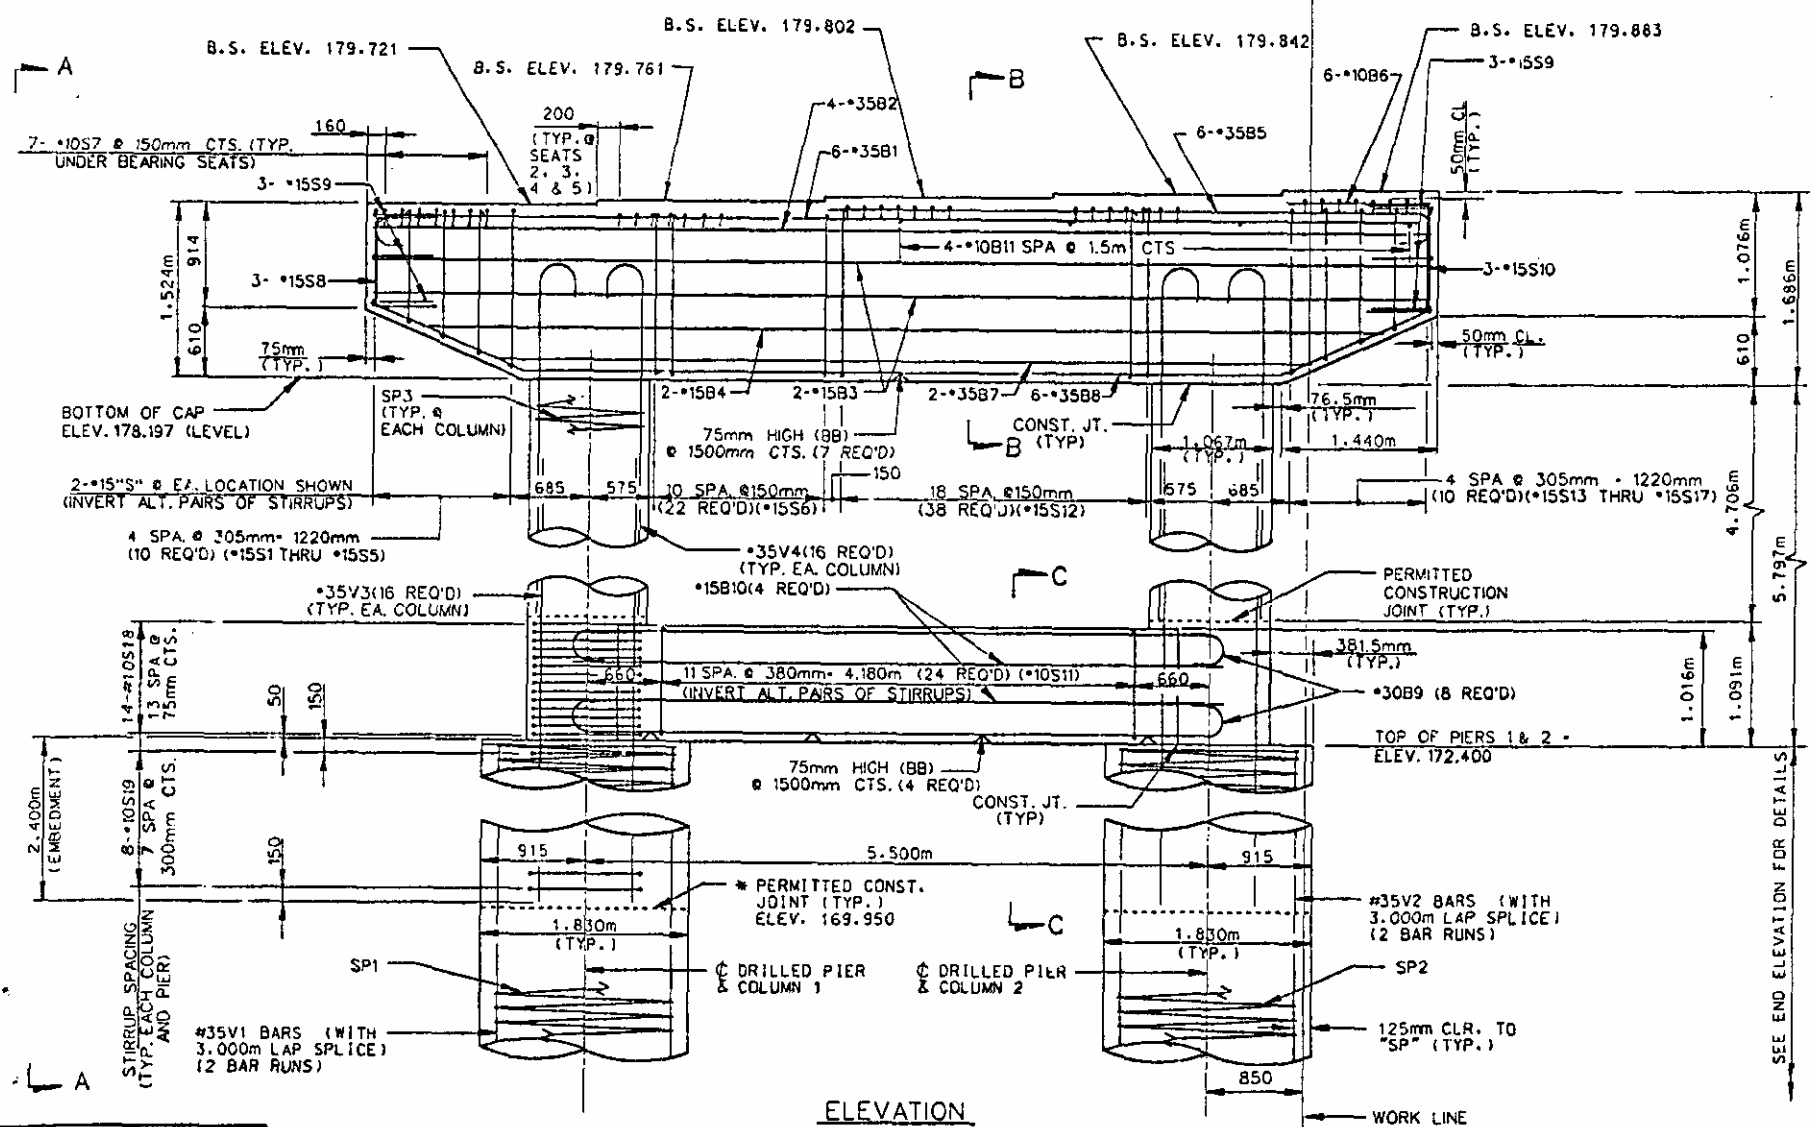 B.S. ELEV. 179.802
B.S. ELEV. 179.721
B.S. ELEV. 179.842
B.S. ELEV. 179.883
B.S. ELEV. 179.761
A
B
3-•15S9
6-•10B6
4-•35B2
200
(TYP. @
SEATS
2. 3.
4 & 5)
6-•35B1
6-•35B5
50mm CL
(TYP.)
160
7- •10S7 @ 150mm CTS. (TYP.
UNDER BEARING SEATS)
3- •15S9
4-•10B11 SPA @ 1.5m CTS
914
1.524m
610
3- •15S8
3-•15S10
1.076m
1.686m
610
75mm
(TYP.)
50mm CL.
(TYP.)
BOTTOM OF CAP
ELEV. 178.197 (LEVEL)
SP3
(TYP. @
EACH COLUMN)
2-•15B4
2-•15B3
2-•35B7
6-•35B8
75mm HIGH (BB)
@ 1500mm CTS. (7 REQ'D)
B
CONST. JT.
(TYP)
76.5mm
(TYP.)
1.067m
(TYP.)
1.440m
150
2-•15"S" @ EA. LOCATION SHOWN
(INVERT ALT. PAIRS OF STIRRUPS)
685
575
10 SPA. @150mm
(22 REQ'D)(•15S6)
18 SPA. @150mm
(38 REQ'D)(•15S12)
575
685
4 SPA @ 305mm - 1220mm
(10 REQ'D)(•15S13 THRU •15S17)
4 SPA. @ 305mm- 1220mm
(10 REQ'D) (•15S1 THRU •15S5)
4.706m
5.797m
•35V4(16 REQ'D)
(TYP. EA. COLUMN)
•35V3(16 REQ'D)
(TYP. EA. COLUMN)
•15B10(4 REQ'D)
C
PERMITTED
CONSTRUCTION
JOINT (TYP.)
14-#10S18
13 SPA @
75mm CTS.
50
150
660
11 SPA. @ 380mm- 4.180m (24 REQ'D) (•10S11)
(INVERT ALT. PAIRS OF STIRRUPS)
660
381.5mm
(TYP.)
•30B9 (8 REQ'D)
1.016m
1.091m
TOP OF PIERS 1 & 2 -
ELEV. 172.400
75mm HIGH (BB)
@ 1500mm CTS. (4 REQ'D)
CONST. JT.
(TYP)
2.400m
(EMBEDMENT)
8-•10S19
7 SPA @
300mm CTS.
150
915
5.500m
915
* PERMITTED CONST.
JOINT (TYP.)
ELEV. 169.950
C
#35V2 BARS (WITH
3.000m LAP SPLICE)
(2 BAR RUNS)
1.830m
(TYP.)
1.830m
(TYP.)
SP1
SP2
℄ DRILLED PIER
& COLUMN 1
℄ DRILLED PIER
& COLUMN 2
STIRRUP SPACING
(TYP. EACH COLUMN
AND PIER)
#35V1 BARS (WITH
3.000m LAP SPLICE)
(2 BAR RUNS)
125mm CLR. TO
"SP" (TYP.)
SEE END ELEVATION FOR DETAILS
A
850
ELEVATION
WORK LINE